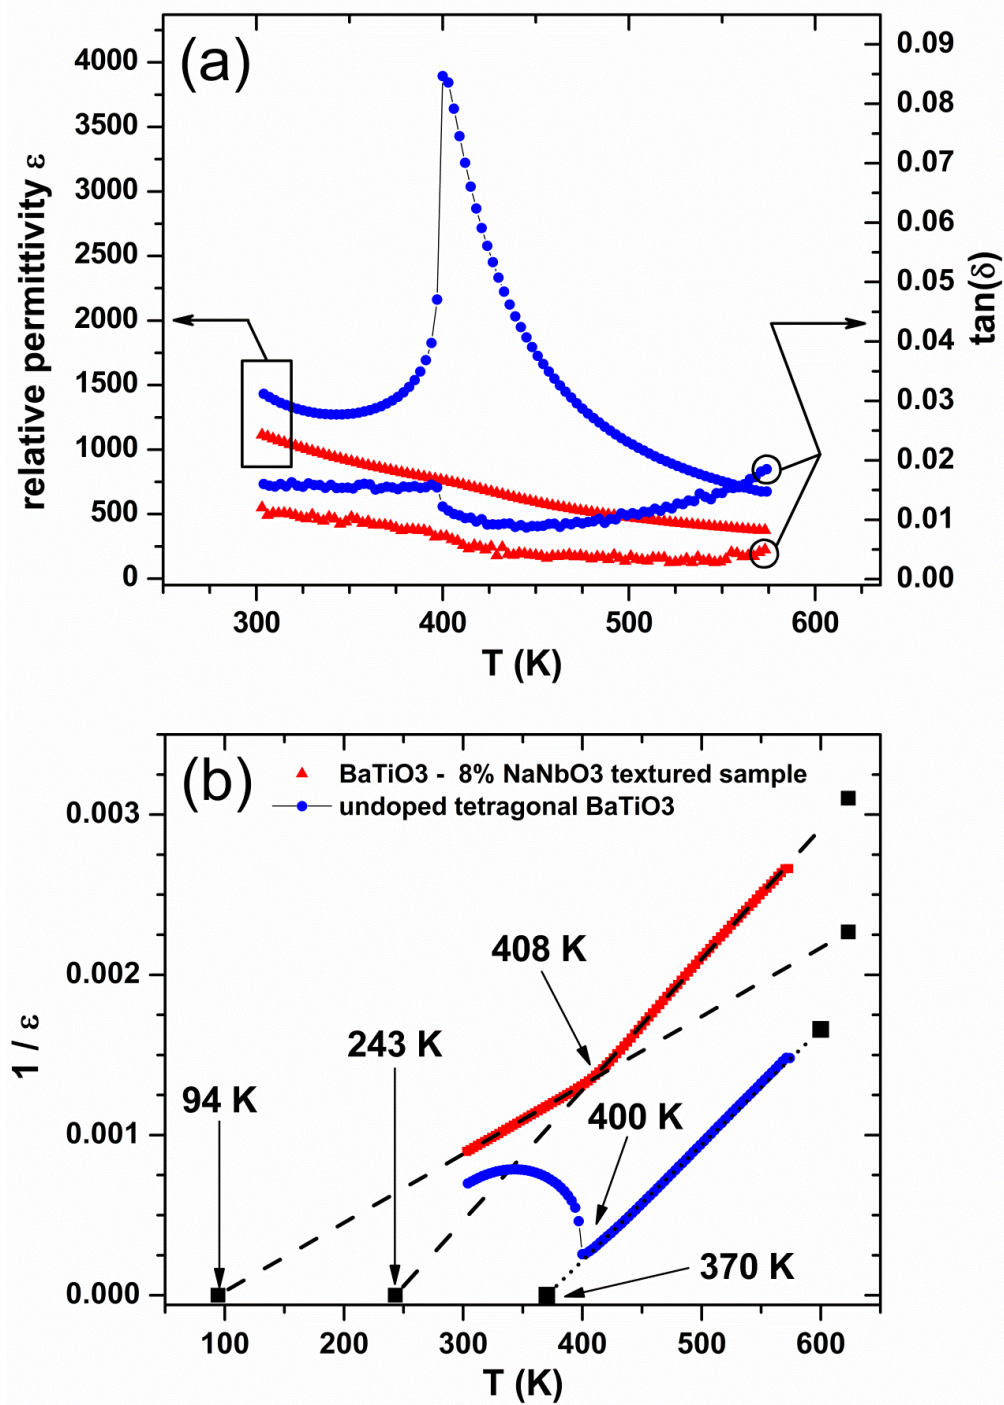 (a)
4000
3500
3000
2500
2000
1500
1000
500
0
relative permittivity ε
0.09
0.08
0.07
0.06
0.05
0.04
0.03
0.02
0.01
0.00
tan(δ)
300 400 500 600
T (K)
(b)
BaTiO3 - 8% NaNbO3 textured sample
undoped tetragonal BaTiO3
0.003
0.002
0.001
0.000
1 / ε
408 K
243 K
94 K
400 K
370 K
100 200 300 400 500 600
T (K)